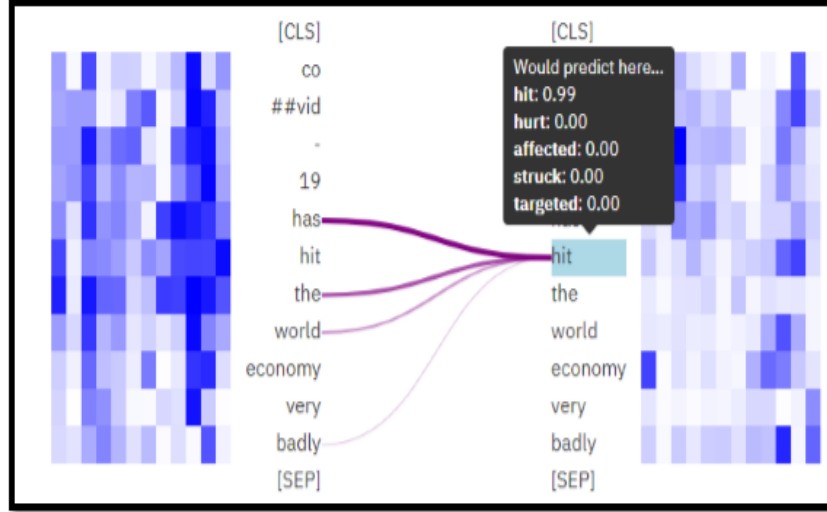 [CLS]
co
##vid
-
19
has
hit
the
world
economy
very
badly
[SEP]
[CLS]
Would predict here...
hit: 0.99
hurt: 0.00
affected: 0.00
struck: 0.00
targeted: 0.00
hit
the
world
economy
very
badly
[SEP]